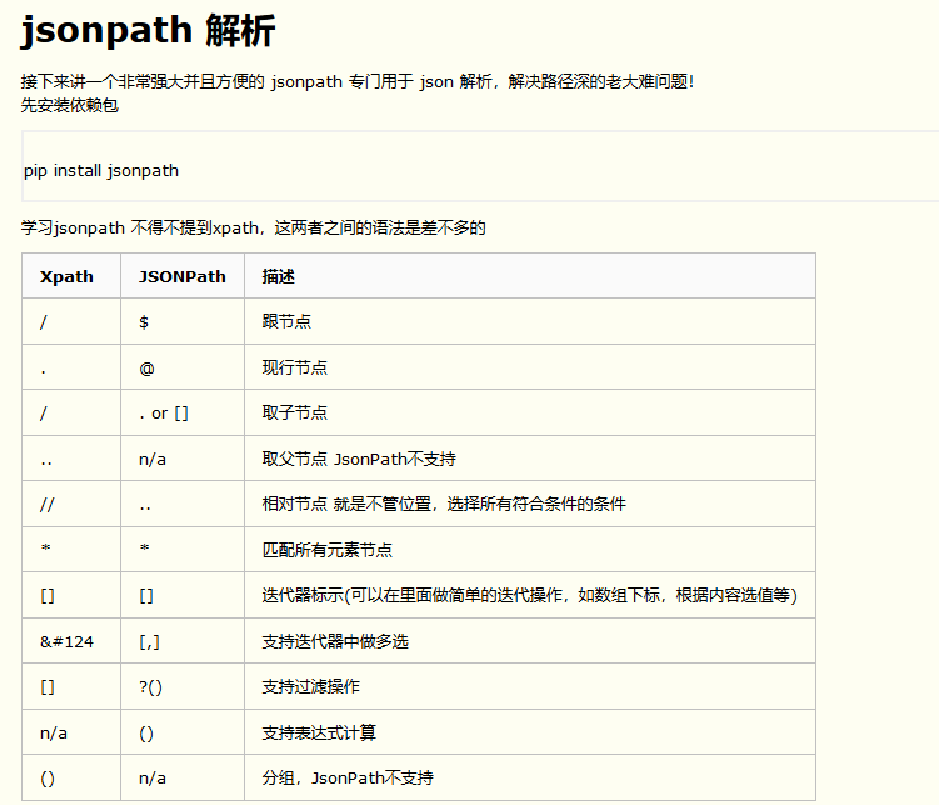 jsonpath 解析
接下来讲一个非常强大并且方便的 jsonpath 专门用于 json 解析，解决路径深的老大难问题！
先安装依赖包
pip install jsonpath
学习jsonpath 不得不提到xpath，这两者之间的语法是差不多的
Xpath JSONPath 描述
/ $ 跟节点
. @ 现行节点
/ . or [] 取子节点
.. n/a 取父节点 JsonPath不支持
// .. 相对节点 就是不管位置，选择所有符合条件的条件
* * 匹配所有元素节点
[] [] 迭代器标示(可以在里面做简单的迭代操作，如数组下标，根据内容选值等)
&#124 [,] 支持迭代器中做多选
[] ?() 支持过滤操作
n/a () 支持表达式计算
() n/a 分组，JsonPath不支持